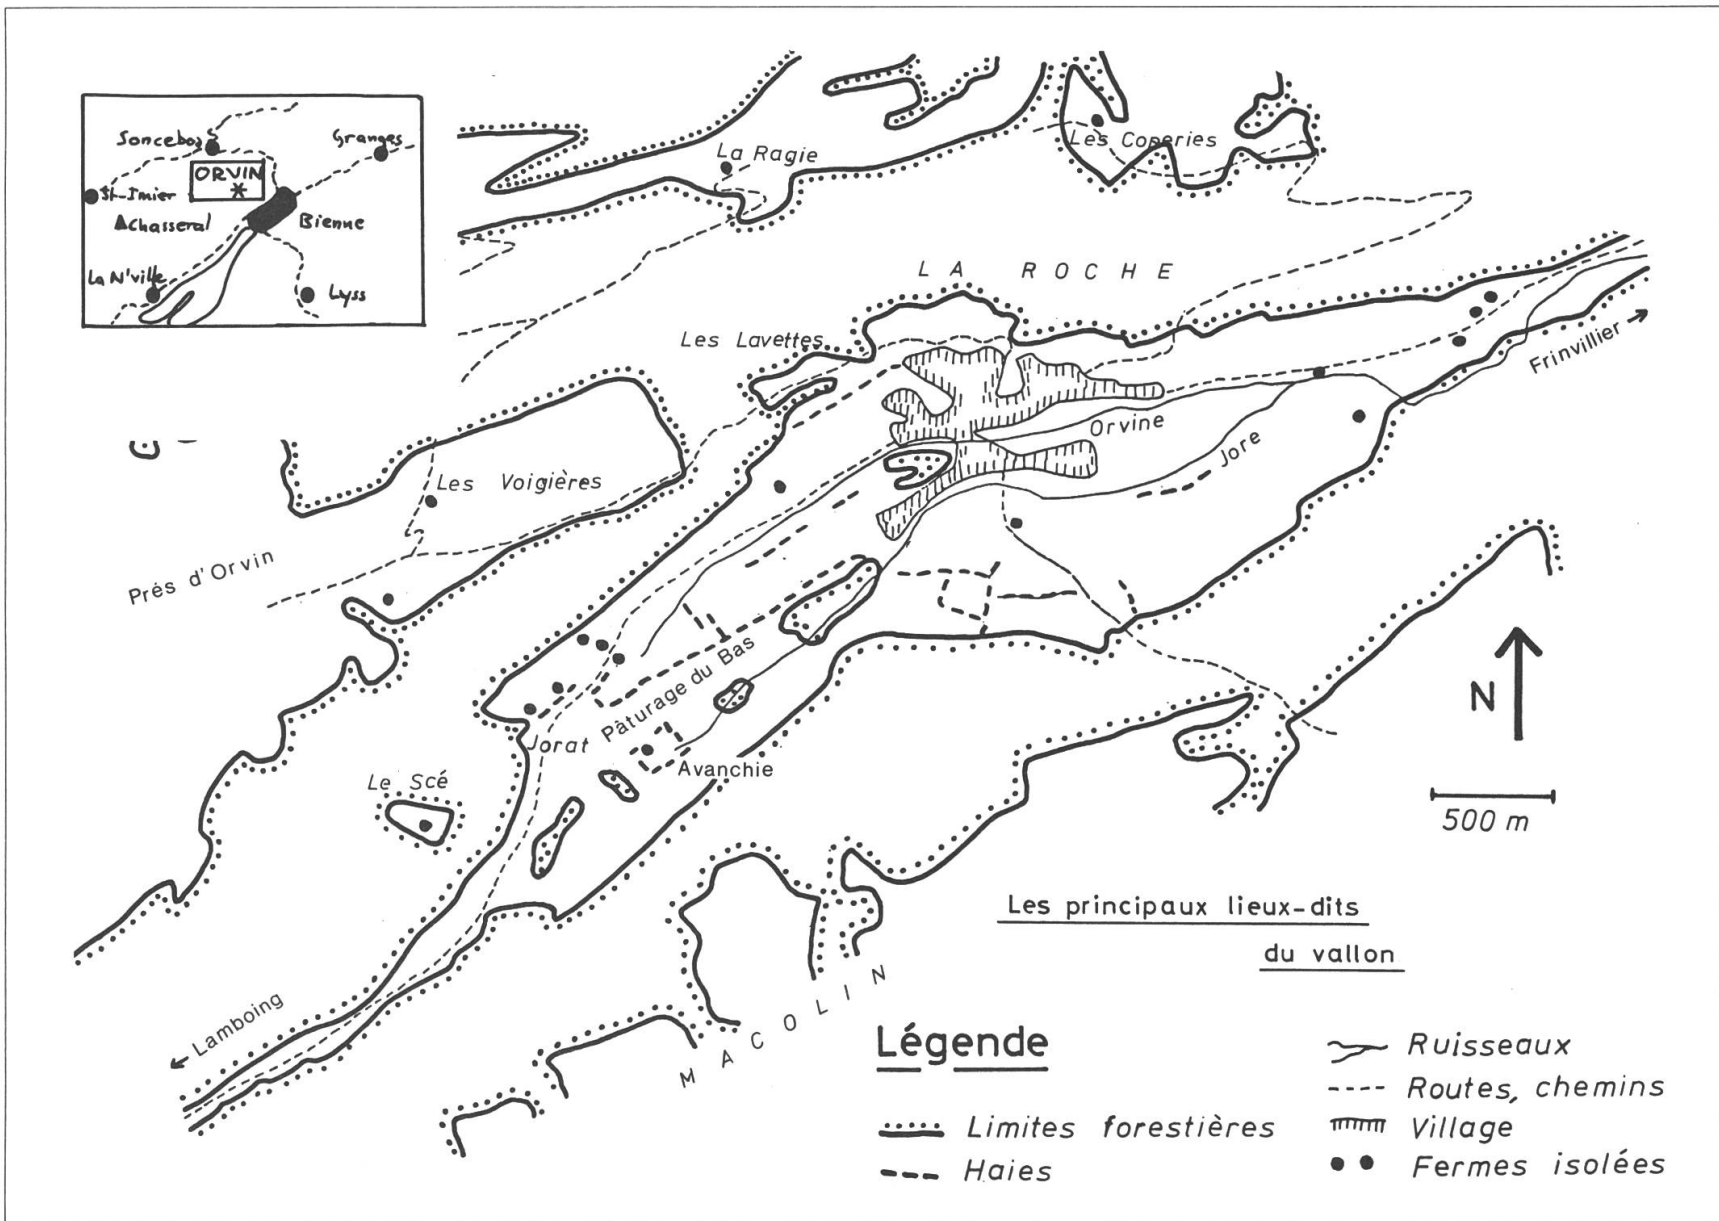 Sonceboz
Granges
ORVIN
St-Imier
Chasseral
Bienne
La N'ville
Lyss
La Ragie
Les Coperies
LA ROCHE
Les Lavettes
Frinvillier
Orvine
Jore
Les Voigières
Prés d'Orvin
Pâturage du Bas
Jorat
Avanchie
Le Scé
N
500 m
Les principaux lieux-dits
du vallon
MACOLIN
Lamboing
Légende
Limites forestières
Haies
Ruisseaux
Routes, chemins
Village
Fermes isolées